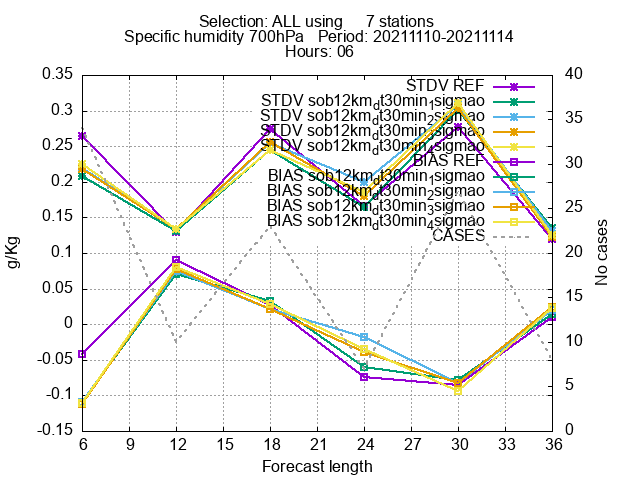 Selection: ALL using 7 stations
Specific humidity 700hPa Period: 20211110-20211114
Hours: 06
0.35
0.3
0.25
0.2
0.15
0.1
0.05
0
-0.05
-0.1
-0.15
g/Kg
STDV REF
STDV sob12km_dt30min_1sigmao
STDV sob12km_dt30min_2sigmao
STDV sob12km_dt30min_3sigmao
STDV sob12km_dt30min_4sigmao
BIAS REF
BIAS sob12km_dt30min_1sigmao
BIAS sob12km_dt30min_2sigmao
BIAS sob12km_dt30min_3sigmao
BIAS sob12km_dt30min_4sigmao
CASES
40
35
30
25
20
15
10
5
0
No cases
6 9 12 15 18 21 24 27 30 33 36
Forecast length